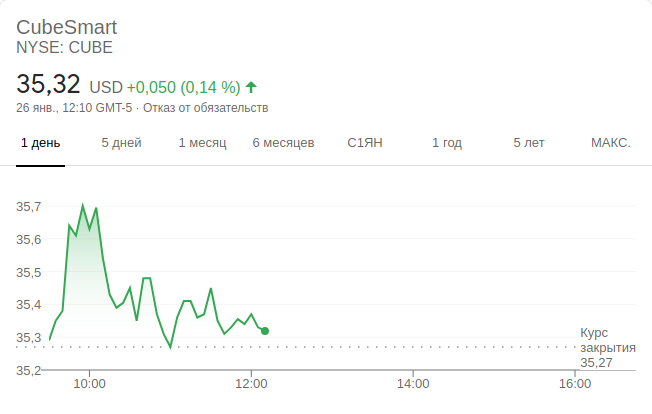 CubeSmart
NYSE: CUBE
35,32 USD +0,050 (0,14 %)
26 янв., 12:10 GMT-5 · Отказ от обязательств
1 день 5 дней 1 месяц 6 месяцев С1ЯН 1 год 5 лет МАКС.
35,7
35,6
35,5
35,4
35,3
35,2
Курс
закрытия
35,27
10:00 12:00 14:00 16:00